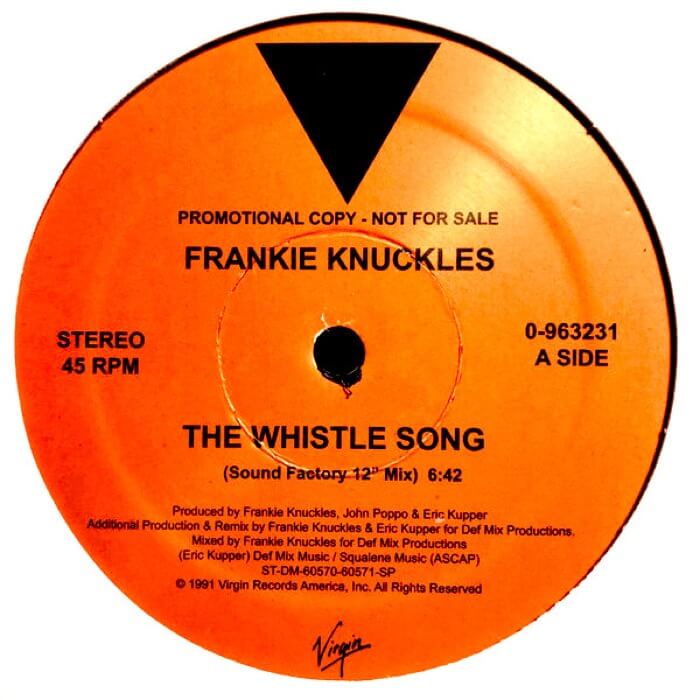 PROMOTIONAL COPY - NOT FOR SALE
FRANKIE KNUCKLES
STEREO
45 RPM
0-963231
A SIDE
THE WHISTLE SONG
(Sound Factory 12" Mix) 6:42
Produced by Frankie Knuckles, John Poppo & Eric Kupper
Additional Production & Remix by Frankie Knuckles & Eric Kupper for Def Mix Productions.
Mixed by Frankie Knuckles for Def Mix Productions
(Eric Kupper) Def Mix Music / Squalene Music (ASCAP)
ST-DM-60570-60571-SP
© 1991 Virgin Records America, Inc. All Rights Reserved
Virgin